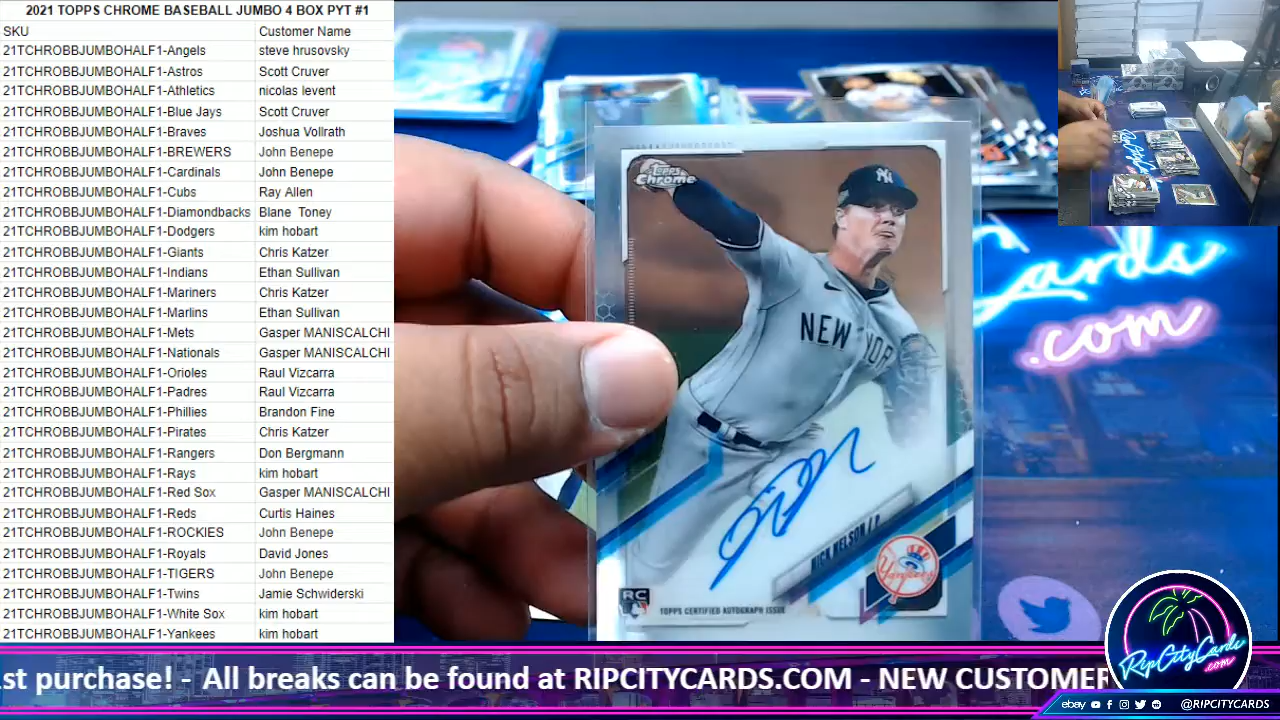 2021 TOPPS CHROME BASEBALL JUMBO 4 BOX PYT #1
SKU Customer Name
21TCHROBBJUMBOHALF1-Angels steve hrusovsky
21TCHROBBJUMBOHALF1-Astros Scott Cruver
21TCHROBBJUMBOHALF1-Athletics nicolas levent
21TCHROBBJUMBOHALF1-Blue Jays Scott Cruver
21TCHROBBJUMBOHALF1-Braves Joshua Vollrath
21TCHROBBJUMBOHALF1-BREWERS John Benepe
21TCHROBBJUMBOHALF1-Cardinals John Benepe
21TCHROBBJUMBOHALF1-Cubs Ray Allen
21TCHROBBJUMBOHALF1-Diamondbacks Blane Toney
21TCHROBBJUMBOHALF1-Dodgers kim hobart
21TCHROBBJUMBOHALF1-Giants Chris Katzer
21TCHROBBJUMBOHALF1-Indians Ethan Sullivan
21TCHROBBJUMBOHALF1-Mariners Chris Katzer
21TCHROBBJUMBOHALF1-Marlins Ethan Sullivan
21TCHROBBJUMBOHALF1-Mets Gasper MANISCALCHI
21TCHROBBJUMBOHALF1-Nationals Gasper MANISCALCHI
21TCHROBBJUMBOHALF1-Orioles Raul Vizcarra
21TCHROBBJUMBOHALF1-Padres Raul Vizcarra
21TCHROBBJUMBOHALF1-Phillies Brandon Fine
21TCHROBBJUMBOHALF1-Pirates Chris Katzer
21TCHROBBJUMBOHALF1-Rangers Don Bergmann
21TCHROBBJUMBOHALF1-Rays kim hobart
21TCHROBBJUMBOHALF1-Red Sox Gasper MANISCALCHI
21TCHROBBJUMBOHALF1-Reds Curtis Haines
21TCHROBBJUMBOHALF1-ROCKIES John Benepe
21TCHROBBJUMBOHALF1-Royals David Jones
21TCHROBBJUMBOHALF1-TIGERS John Benepe
21TCHROBBJUMBOHALF1-Twins Jamie Schwiderski
21TCHROBBJUMBOHALF1-White Sox kim hobart
21TCHROBBJUMBOHALF1-Yankees kim hobart
Topps
Chrome
NY
NEW YOR
NICK NELSON
Yankees
RC
TOPPS CERTIFIED AUTOGRAPH ISSUE
Cards
.com
st purchase! - All breaks can be found at RIPCITYCARDS.COM - NEW CUSTOMER
RipCityCards
.com
ebay @RIPCITYCARDS